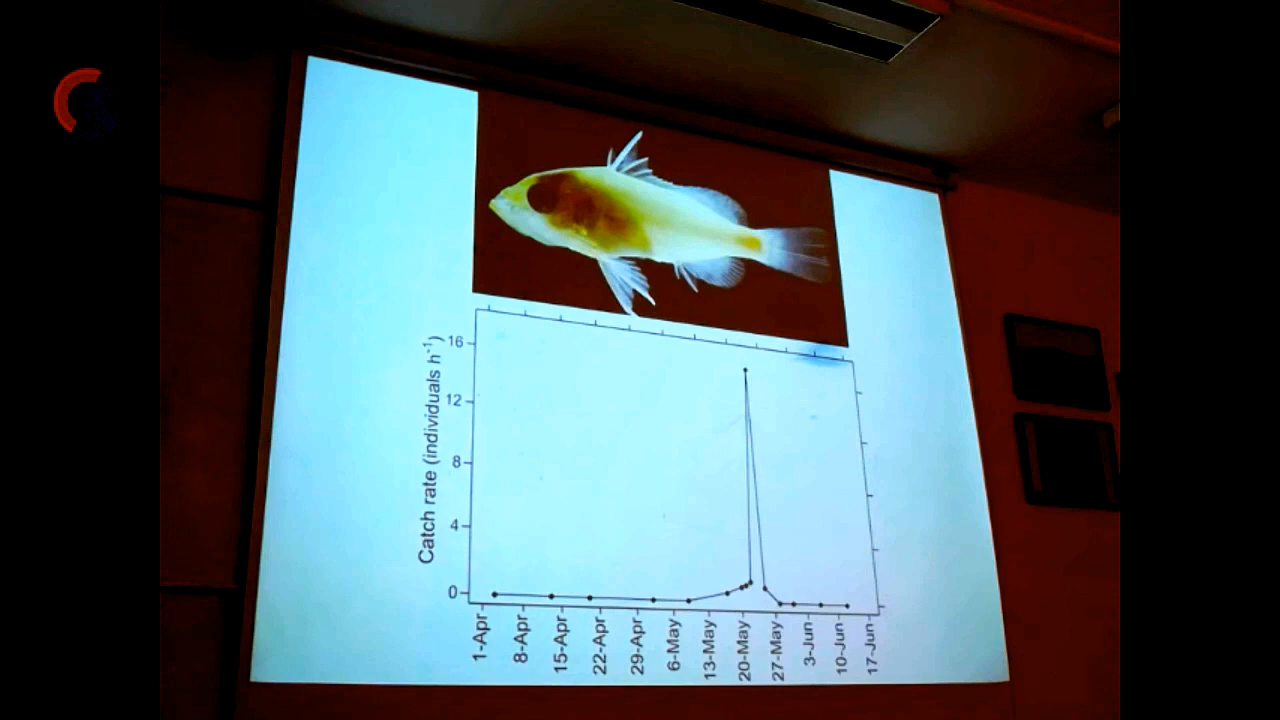 Catch rate (individuals h⁻¹)
16
12
8
4
0
1-Apr
8-Apr
15-Apr
22-Apr
29-Apr
6-May
13-May
20-May
27-May
3-Jun
10-Jun
17-Jun